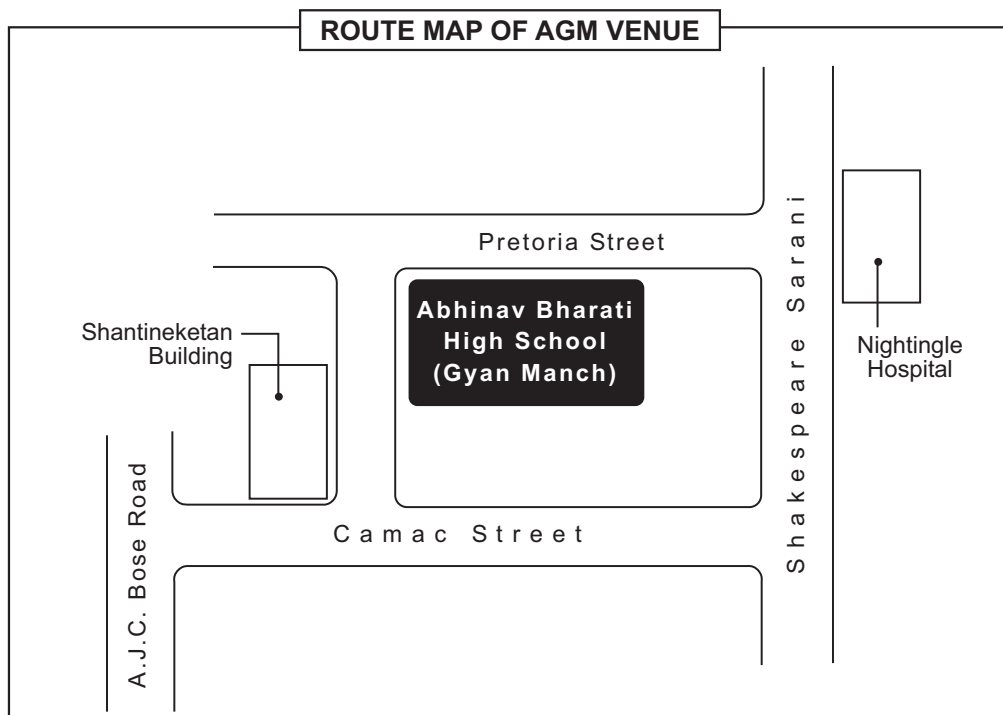 ROUTE MAP OF AGM VENUE
Pretoria Street
Abhinav Bharati
High School
(Gyan Manch)
Shantineketan
Building
Shakespeare Sarani
Nightingle
Hospital
Camac Street
A.J.C. Bose Road